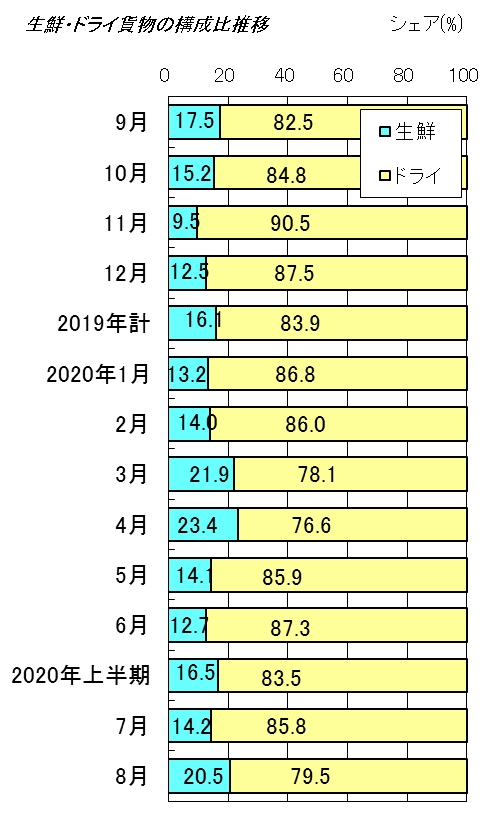 生鮮・ドライ貨物の構成比推移 シェア(%)
0 20 40 60 80 100
9月 17.5 82.5
10月 15.2 84.8
11月 9.5 90.5
12月 12.5 87.5
2019年計 16.1 83.9
2020年1月 13.2 86.8
2月 14.0 86.0
3月 21.9 78.1
4月 23.4 76.6
5月 14.1 85.9
6月 12.7 87.3
2020年上半期 16.5 83.5
7月 14.2 85.8
8月 20.5 79.5
生鮮
ドライ